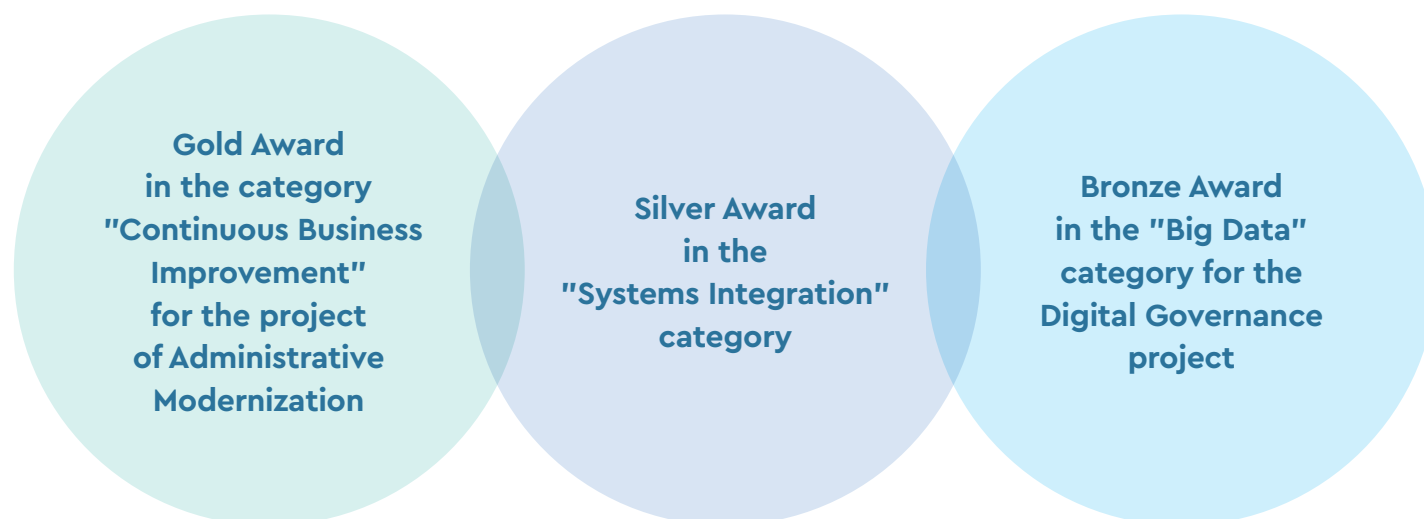 Gold Award
in the category
"Continuous Business
Improvement"
for the project
of Administrative
Modernization
Silver Award
in the
"Systems Integration"
category
Bronze Award
in the "Big Data"
category for the
Digital Governance
project